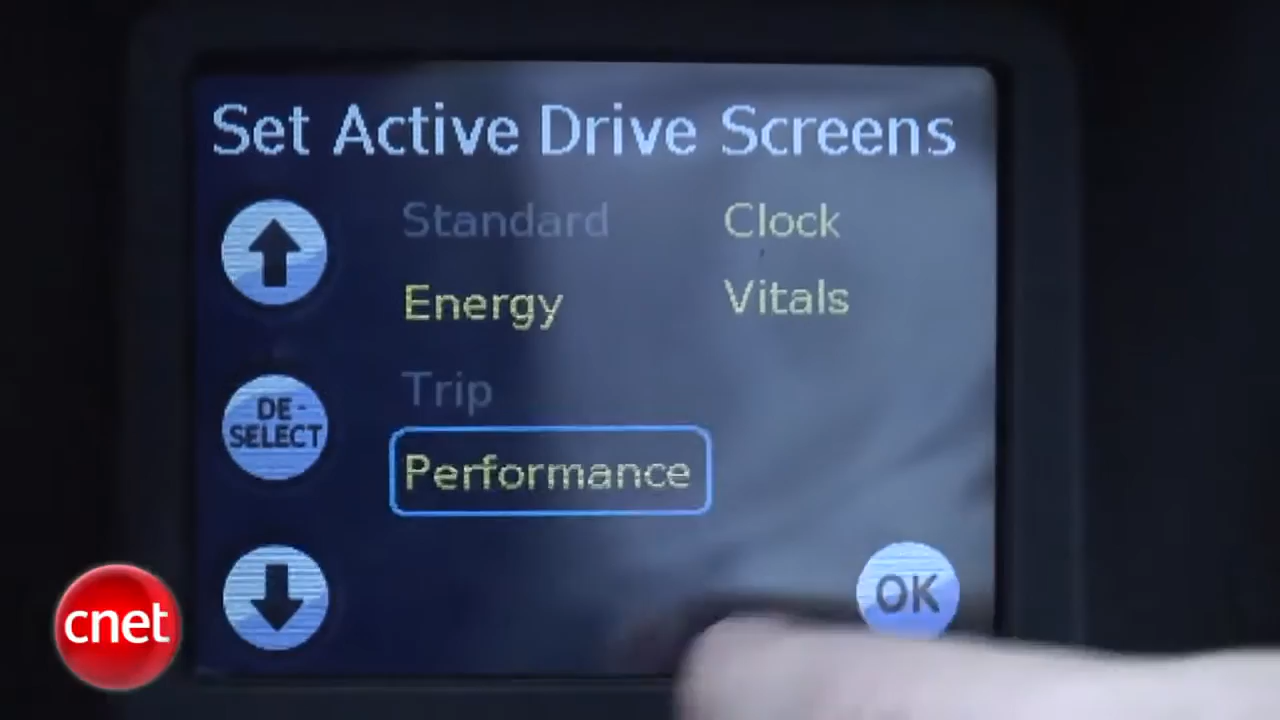 Set Active Drive Screens
Standard
Clock
Energy
Vitals
Trip
DE-
SELECT
Performance
OK
cnet